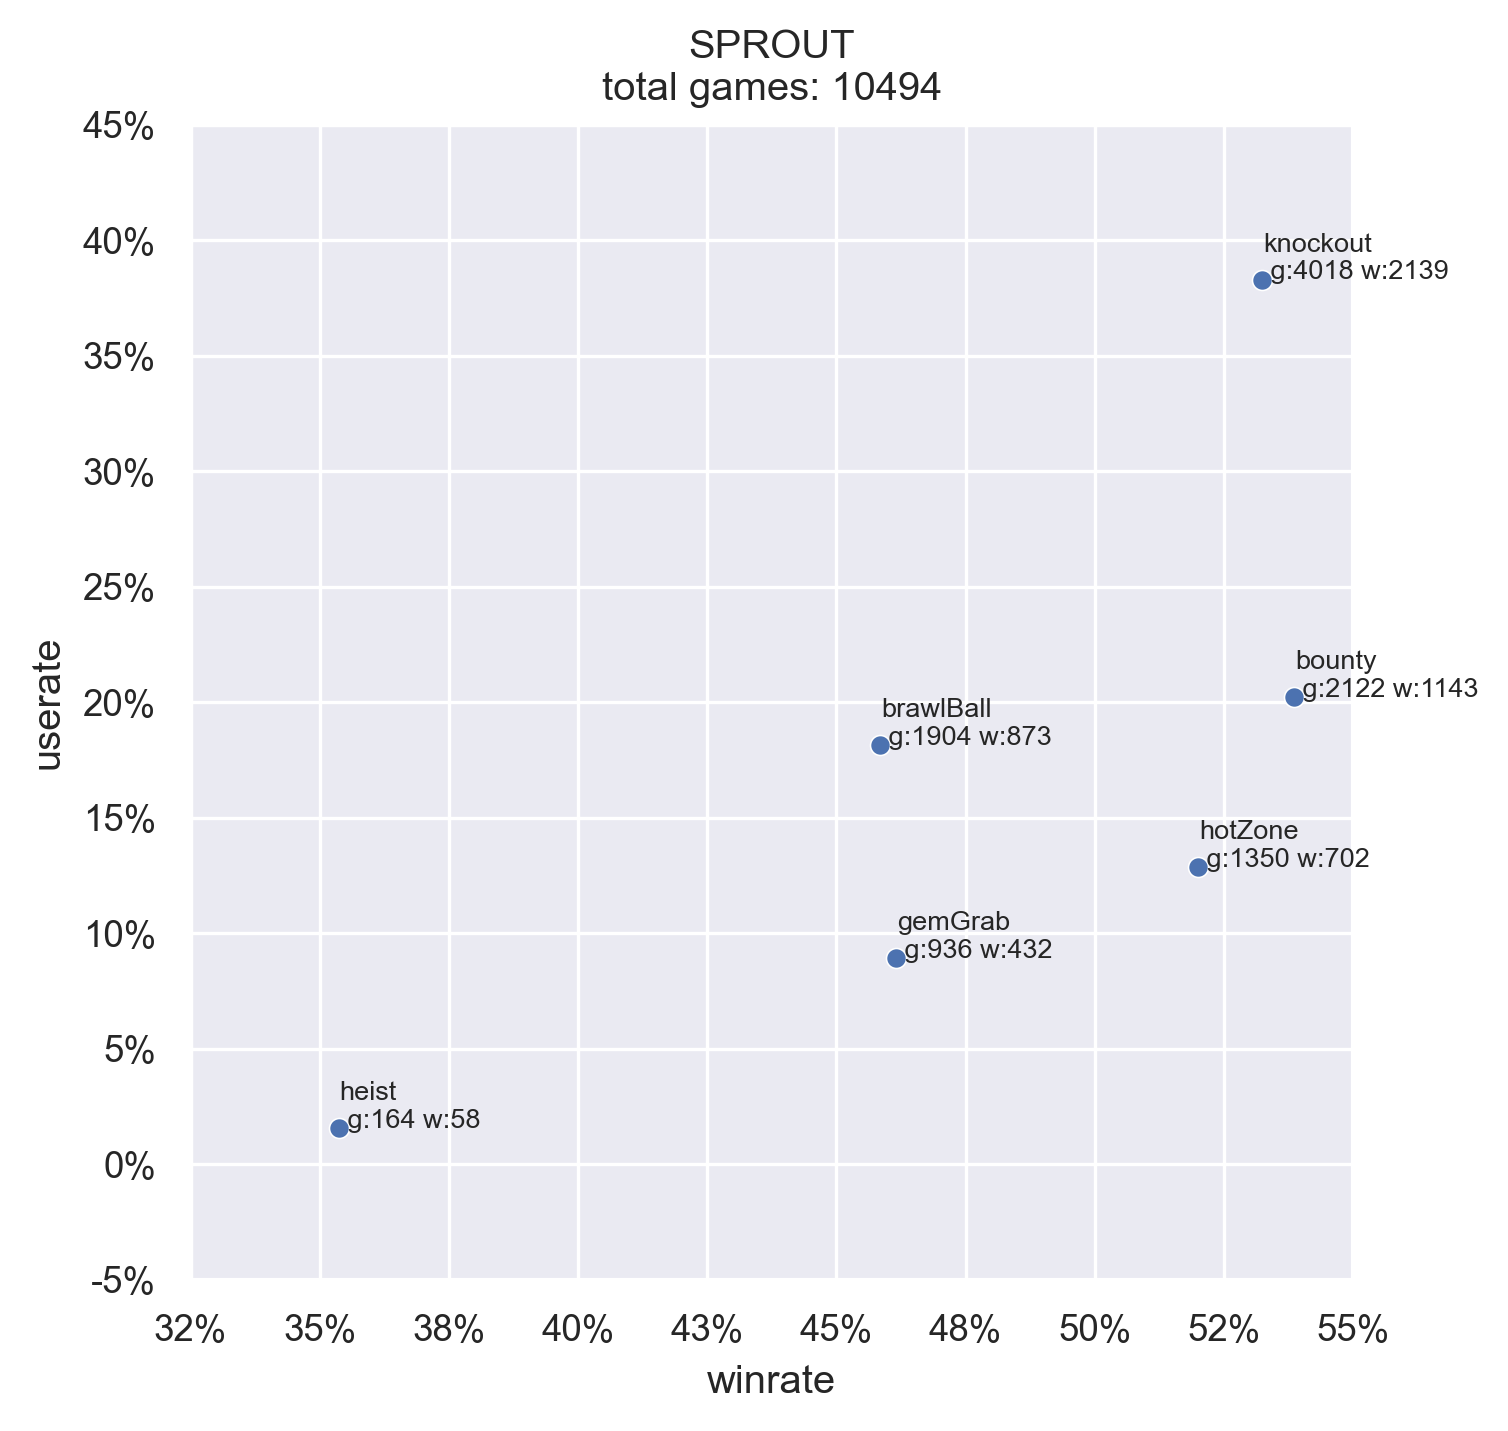 SPROUT
total games: 10494
45%
40%
35%
30%
25%
20%
15%
10%
5%
0%
-5%
userate
knockout
g:4018 w:2139
bounty
g:2122 w:1143
brawlBall
g:1904 w:873
hotZone
g:1350 w:702
gemGrab
g:936 w:432
heist
g:164 w:58
32% 35% 38% 40% 43% 45% 48% 50% 52% 55%
winrate